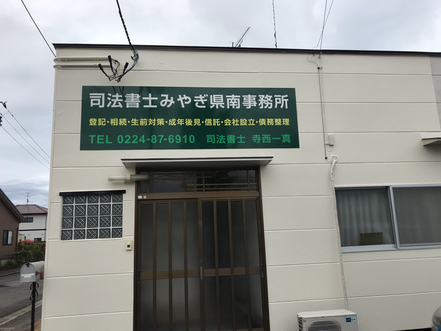 司法書士みやぎ県南事務所
登記・相続・生前対策・成年後見・信託・会社設立・債務整理
TEL 0224-87-6910 司法書士 寺西一真